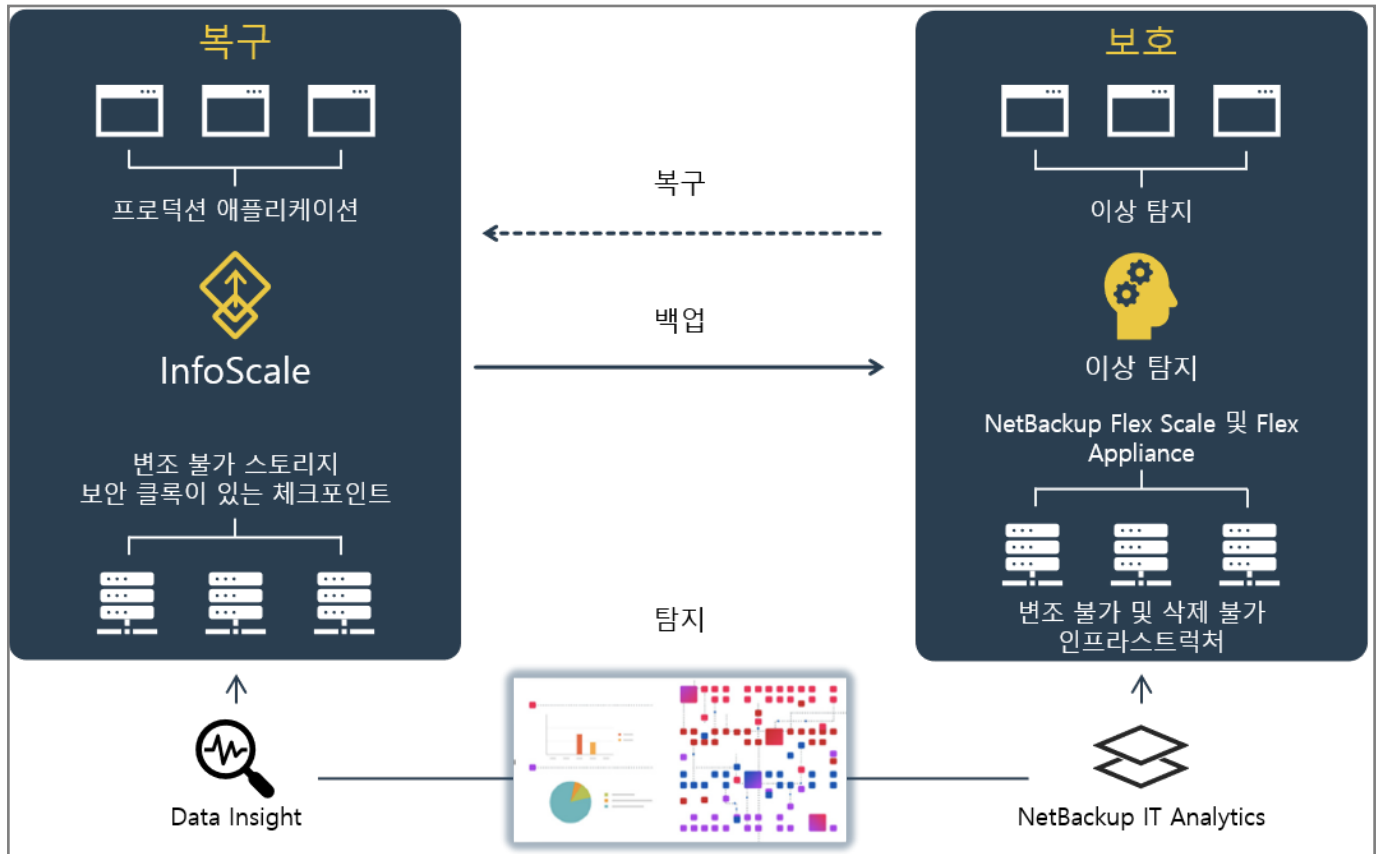 복구
프로덕션 애플리케이션
InfoScale
변조 불가 스토리지
보안 클록이 있는 체크포인트
복구
백업
탐지
보호
이상 탐지
이상 탐지
NetBackup Flex Scale 및 Flex
Appliance
변조 불가 및 삭제 불가
인프라스트럭처
Data Insight
NetBackup IT Analytics